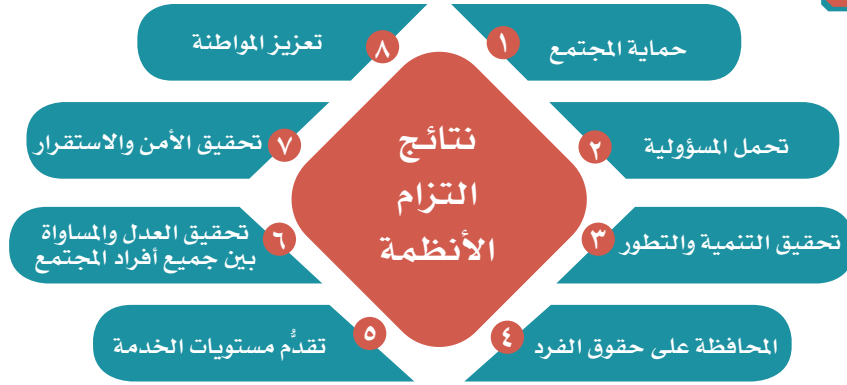 نتائج
التزام
الأنظمة
١ حماية المجتمع
٢ تحمل المسؤولية
٣ تحقيق التنمية والتطور
٤ المحافظة على حقوق الفرد
٥ تقدُّم مستويات الخدمة
٦ تحقيق العدل والمساواة
بين جميع أفراد المجتمع
٧ تحقيق الأمن والاستقرار
٨ تعزيز المواطنة